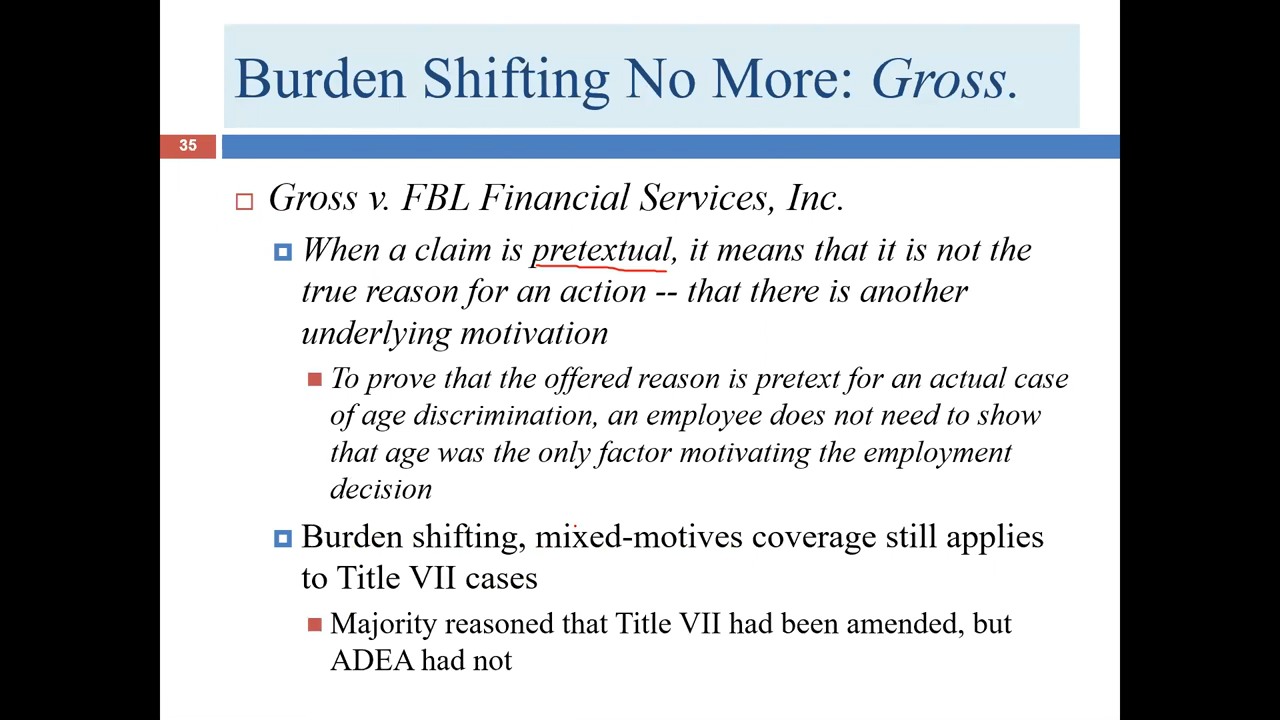 Burden Shifting No More: Gross.
35
Gross v. FBL Financial Services, Inc.
When a claim is pretextual, it means that it is not the
true reason for an action -- that there is another
underlying motivation
To prove that the offered reason is pretext for an actual case
of age discrimination, an employee does not need to show
that age was the only factor motivating the employment
decision
Burden shifting, mixed-motives coverage still applies
to Title VII cases
Majority reasoned that Title VII had been amended, but
ADEA had not